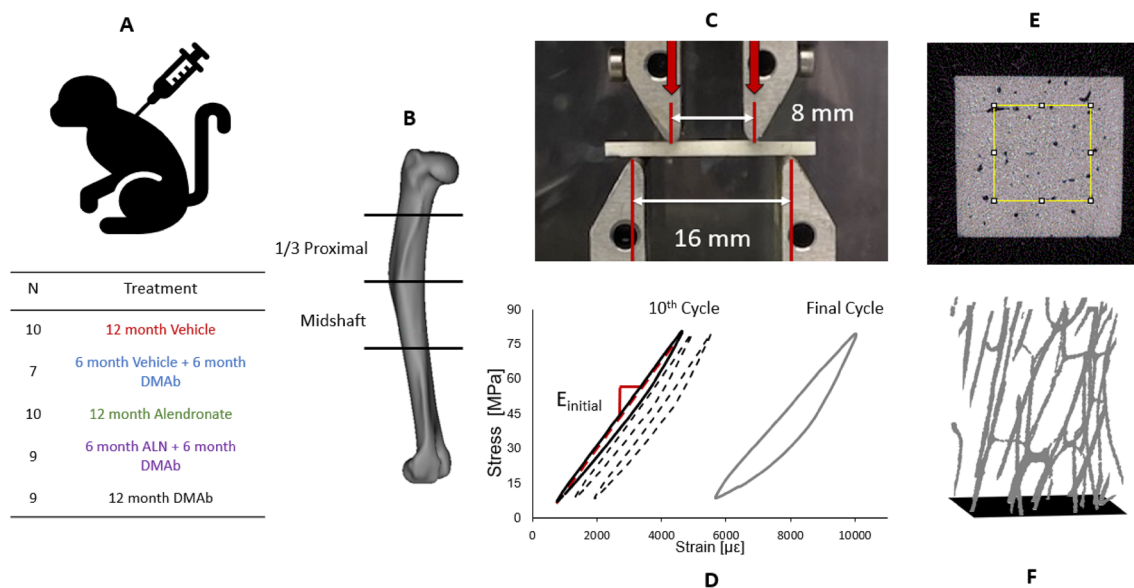 A
N Treatment
10 12 month Vehicle
7 6 month Vehicle + 6 month
DMAb
10 12 month Alendronate
9 6 month ALN + 6 month
DMAb
9 12 month DMAb
B
1/3 Proximal
Midshaft
C
8 mm
16 mm
10th Cycle
Final Cycle
Einitial
Stress [MPa]
90
75
60
45
30
15
0
0 2000 4000 6000 8000 10000
Strain [με]
D
E
F